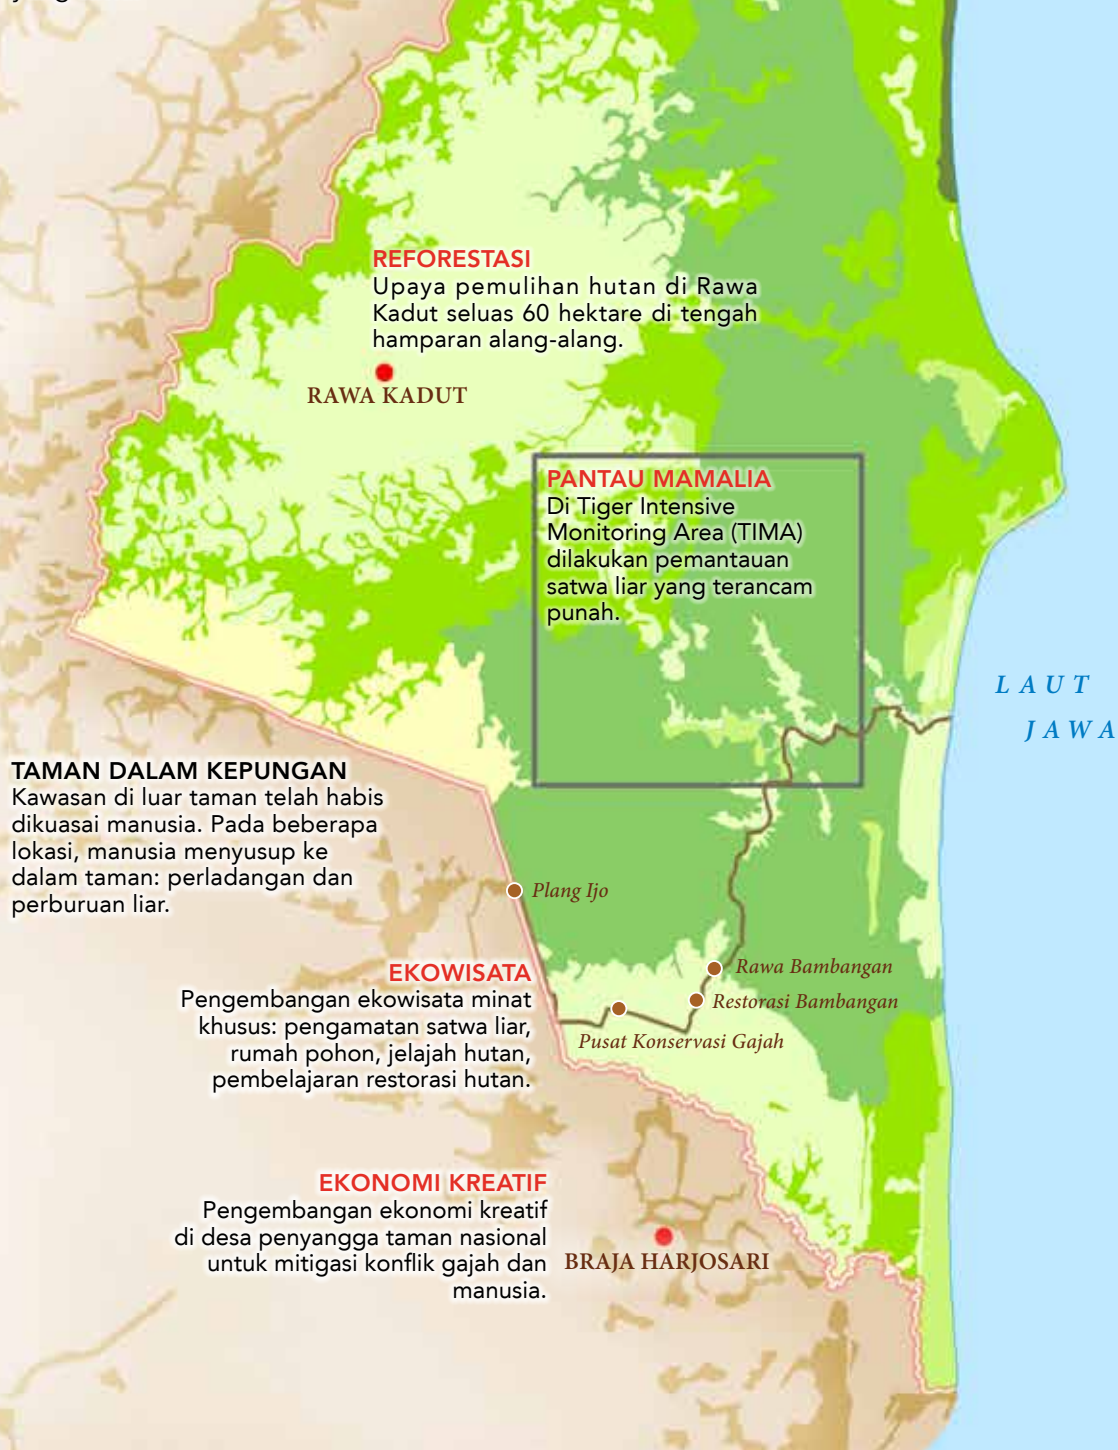 REFORESTASI
Upaya pemulihan hutan di Rawa
Kadut seluas 60 hektare di tengah
hamparan alang-alang.
RAWA KADUT
PANTAU MAMALIA
Di Tiger Intensive
Monitoring Area (TIMA)
dilakukan pemantauan
satwa liar yang terancam
punah.
LAUT
JAWA
TAMAN DALAM KEPUNGAN
Kawasan di luar taman telah habis
dikuasai manusia. Pada beberapa
lokasi, manusia menyusup ke
dalam taman: perladangan dan
perburuan liar.
Plang Ijo
EKOWISATA
Pengembangan ekowisata minat
khusus: pengamatan satwa liar,
rumah pohon, jelajah hutan,
pembelajaran restorasi hutan.
Rawa Bambangan
Restorasi Bambangan
Pusat Konservasi Gajah
EKONOMI KREATIF
Pengembangan ekonomi kreatif
di desa penyangga taman nasional
untuk mitigasi konflik gajah dan
manusia.
BRAJA HARJOSARI